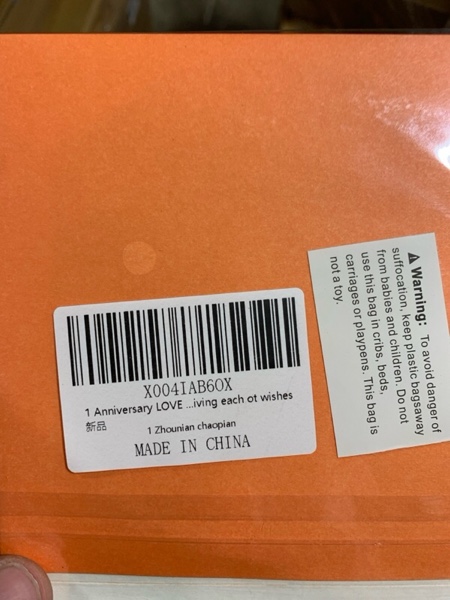 X004IAB6OX
1 Anniversary LOVE ...iving each ot wishes
新品
1 Zhounian chaopian
MADE IN CHINA
⚠ Warning: To avoid danger of
suffocation, keep plastic bagsaway
from babies and children. Do not
use this bag in cribs, beds,
carriages or playpens. This bag is
not a toy.